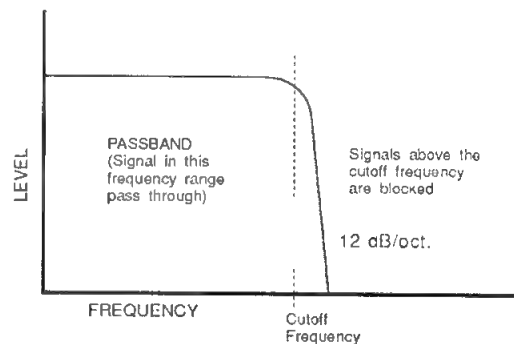 LEVEL
PASSBAND
(Signal in this
frequency range
pass through)
Signals above the
cutoff frequency
are blocked
12 dB/oct.
FREQUENCY
Cutoff
Frequency